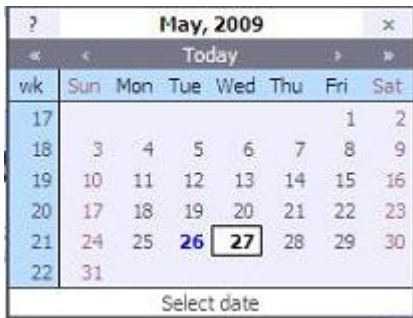 ? May, 2009 ×
« ‹ Today › »
wk Sun Mon Tue Wed Thu Fri Sat
17 1 2
18 3 4 5 6 7 8 9
19 10 11 12 13 14 15 16
20 17 18 19 20 21 22 23
21 24 25 26 27 28 29 30
22 31
Select date